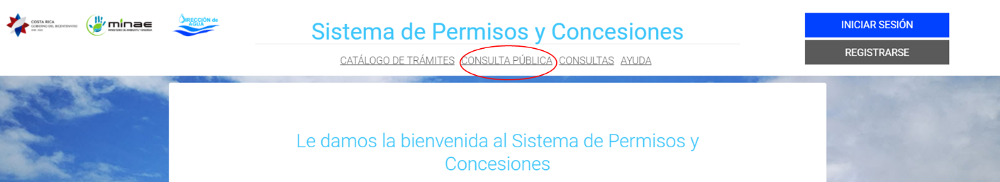 COSTA RICA
GOBIERNO DEL BICENTENARIO
minae
MINISTERIO DE AMBIENTE Y ENERGÍA
DIRECCIÓN de
AGUA
Sistema de Permisos y Concesiones
INICIAR SESIÓN
REGISTRARSE
CATÁLOGO DE TRÁMITES CONSULTA PÚBLICA CONSULTAS AYUDA
Le damos la bienvenida al Sistema de Permisos y
Concesiones